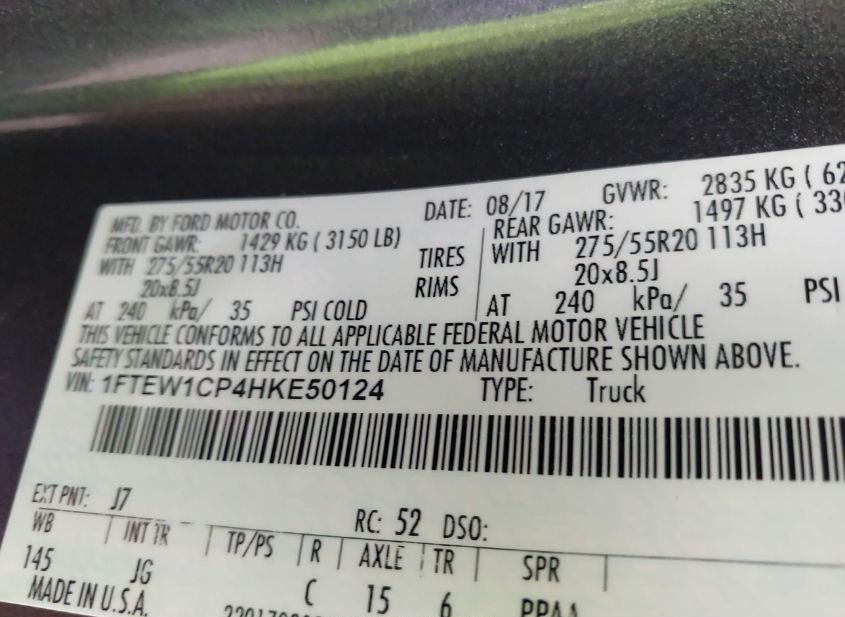 MFD. BY FORD MOTOR CO. DATE: 08/17 GVWR: 2835 KG ( 62
FRONT GAWR: 1429 KG ( 3150 LB) REAR GAWR: 1497 KG ( 33
WITH 275/55R20 113H TIRES WITH 275/55R20 113H
20x8.5J RIMS 20x8.5J
AT 240 kPa/ 35 PSI COLD AT 240 kPa/ 35 PSI
THIS VEHICLE CONFORMS TO ALL APPLICABLE FEDERAL MOTOR VEHICLE
SAFETY STANDARDS IN EFFECT ON THE DATE OF MANUFACTURE SHOWN ABOVE.
VIN: 1FTEW1CP4HKE50124 TYPE: Truck
EXT PNT: J7 RC: 52 DSO:
WB INT TR TP/PS R AXLE TR SPR
145 JG C 15 6 PPAA
MADE IN U.S.A.